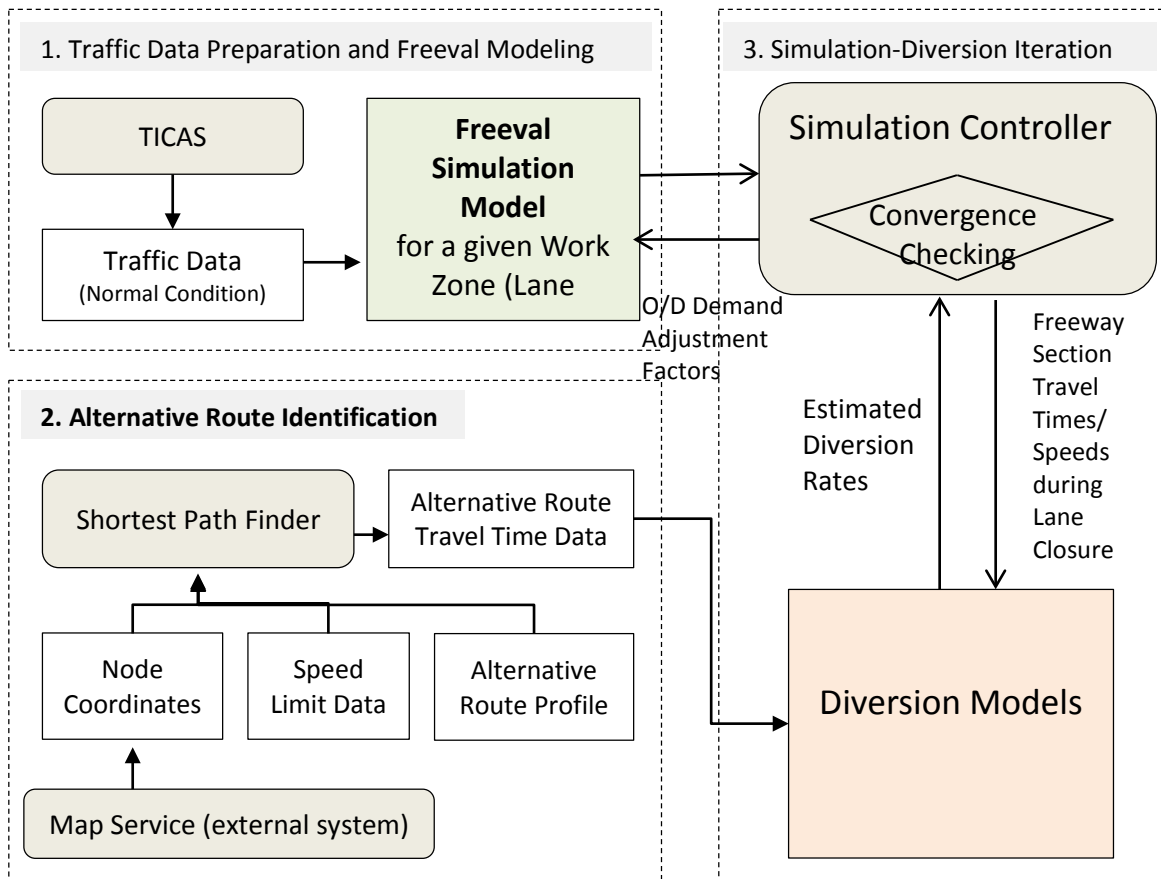 1. Traffic Data Preparation and Freeval Modeling
TICAS
Traffic Data
(Normal Condition)
Freeval
Simulation
Model
for a given Work
Zone (Lane
O/D Demand
Adjustment
Factors
2. Alternative Route Identification
Shortest Path Finder
Alternative Route
Travel Time Data
Node
Coordinates
Speed
Limit Data
Alternative
Route Profile
Map Service (external system)
3. Simulation-Diversion Iteration
Simulation Controller
Convergence
Checking
Estimated
Diversion
Rates
Freeway
Section
Travel
Times/
Speeds
during
Lane
Closure
Diversion Models